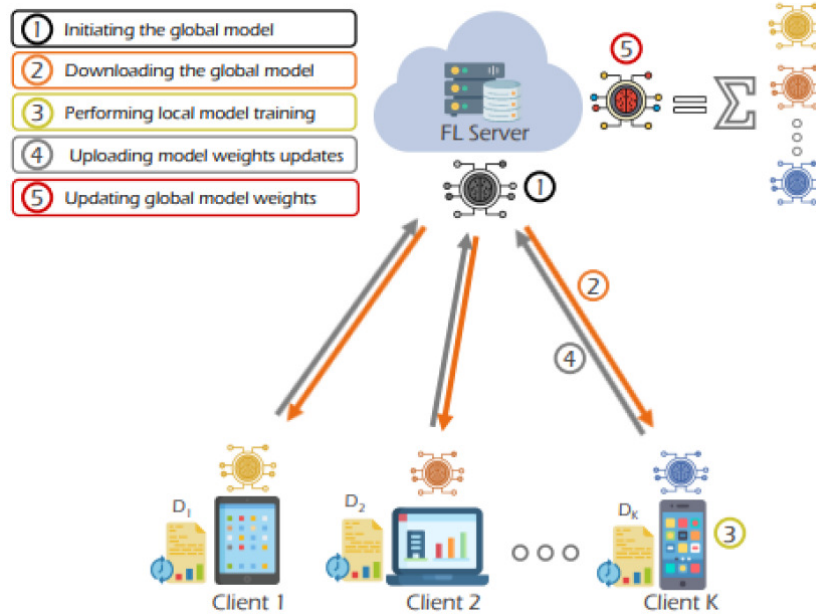 1 Initiating the global model
2 Downloading the global model
3 Performing local model training
4 Uploading model weights updates
5 Updating global model weights
FL Server
5
= Σ
1
2
4
D1
D2
DK
3
Client 1
Client 2
Client K